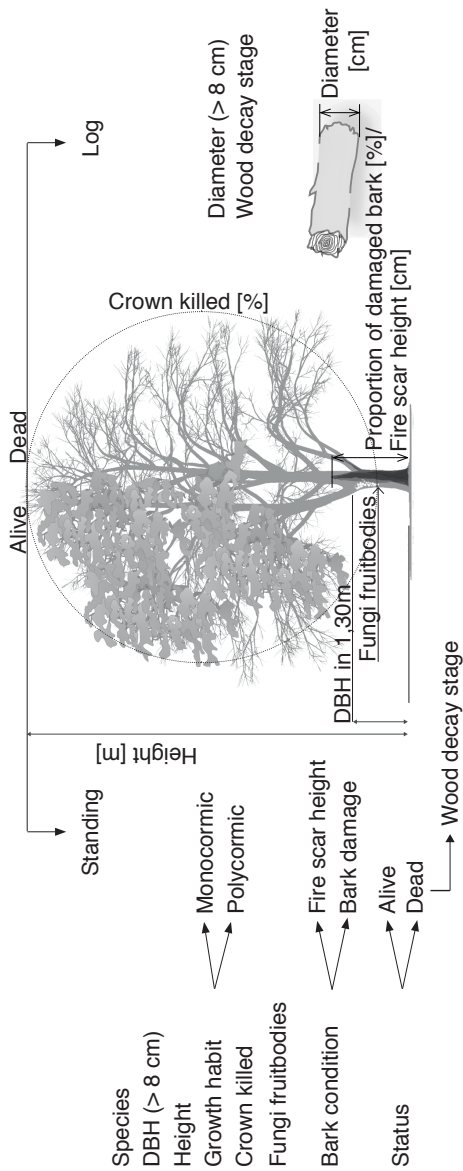 Species
DBH (> 8 cm)
Height
Growth habit
Crown killed
Fungi fruitbodies
Bark condition
Status
Monocormic
Polycormic
Fire scar height
Bark damage
Alive
Dead
Wood decay stage
Standing
Height [m]
DBH in 1,30m
Fungi fruitbodies
Alive
Dead
Crown killed [%]
Proportion of damaged bark [%]/
Fire scar height [cm]
Log
Diameter (> 8 cm)
Wood decay stage
Diameter
[cm]